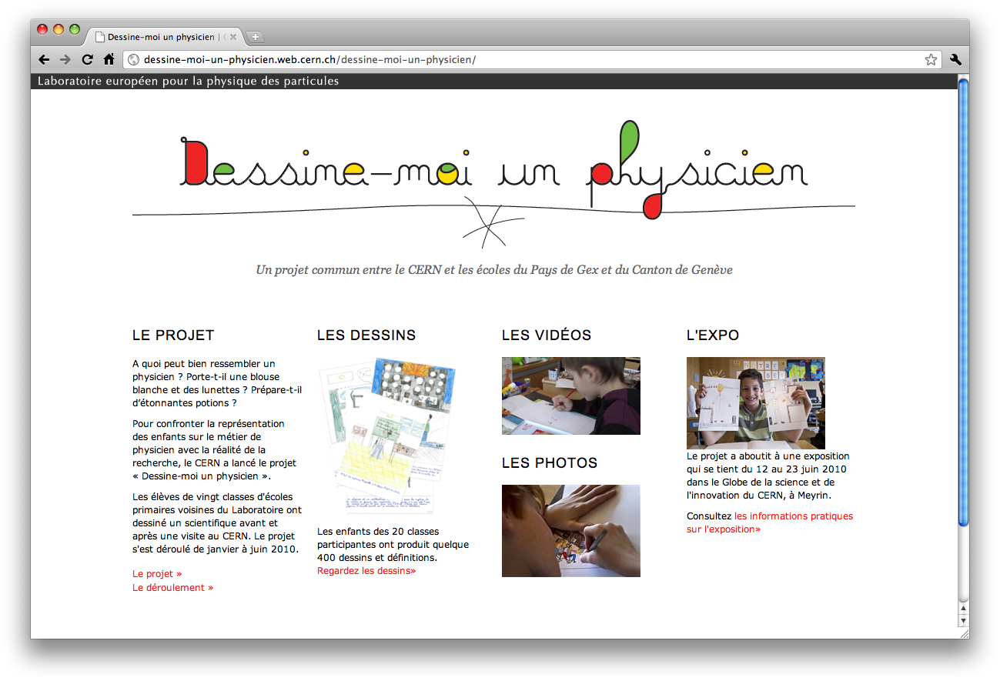 Dessine-moi un physicien |
dessine-moi-un-physicien.web.cern.ch/dessine-moi-un-physicien/
Laboratoire européen pour la physique des particules
Dessine-moi un physicien
Un projet commun entre le CERN et les écoles du Pays de Gex et du Canton de Genève
LE PROJET
A quoi peut bien ressembler un
physicien ? Porte-t-il une blouse
blanche et des lunettes ? Prépare-t-il
d'étonnantes potions ?
Pour confronter la représentation
des enfants sur le métier de
physicien avec la réalité de la
recherche, le CERN a lancé le projet
« Dessine-moi un physicien ».
Les élèves de vingt classes d'écoles
primaires voisines du Laboratoire ont
dessiné un scientifique avant et
après une visite au CERN. Le projet
s'est déroulé de janvier à juin 2010.
Le projet »
Le déroulement »
LES DESSINS
Les enfants des 20 classes
participantes ont produit quelque
400 dessins et définitions.
Regardez les dessins»
LES VIDÉOS
LES PHOTOS
L'EXPO
Le projet a aboutit à une exposition
qui se tient du 12 au 23 juin 2010
dans le Globe de la science et de
l'innovation du CERN, à Meyrin.
Consultez les informations pratiques
sur l'exposition»